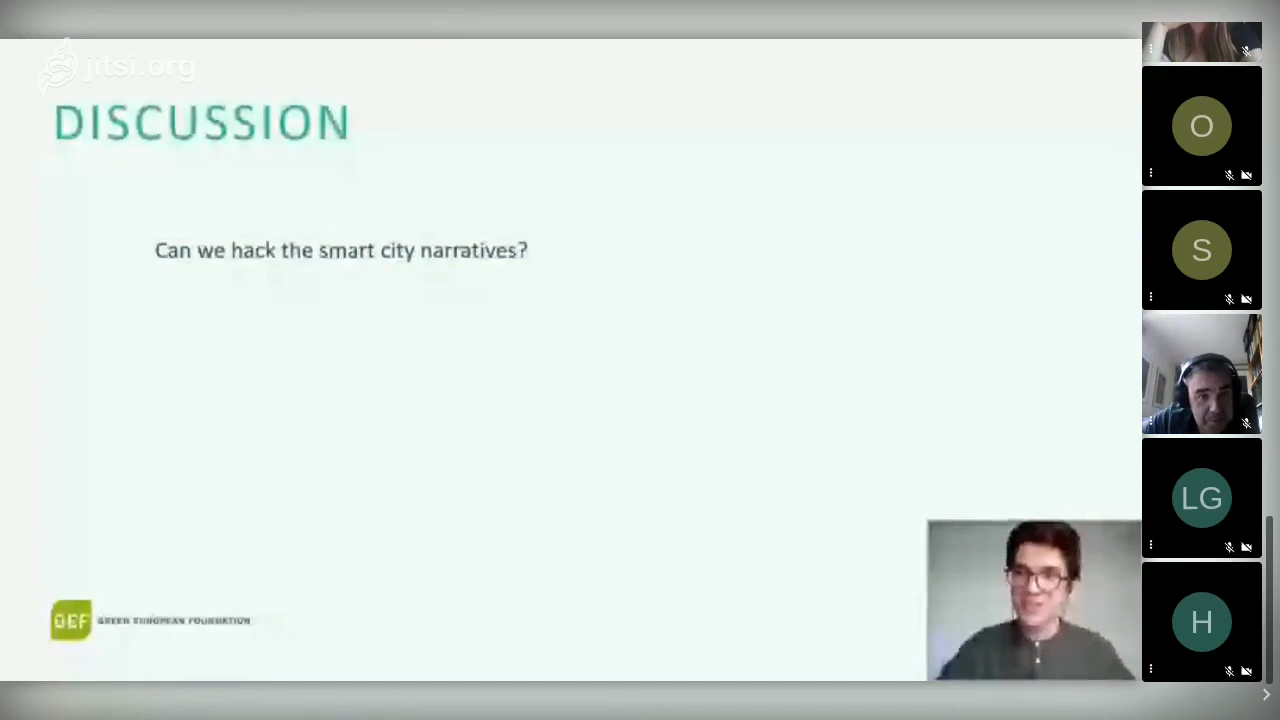 jitsi.org
DISCUSSION
Can we hack the smart city narratives?
GEF GREEN EUROPEAN FOUNDATION
O
S
LG
H